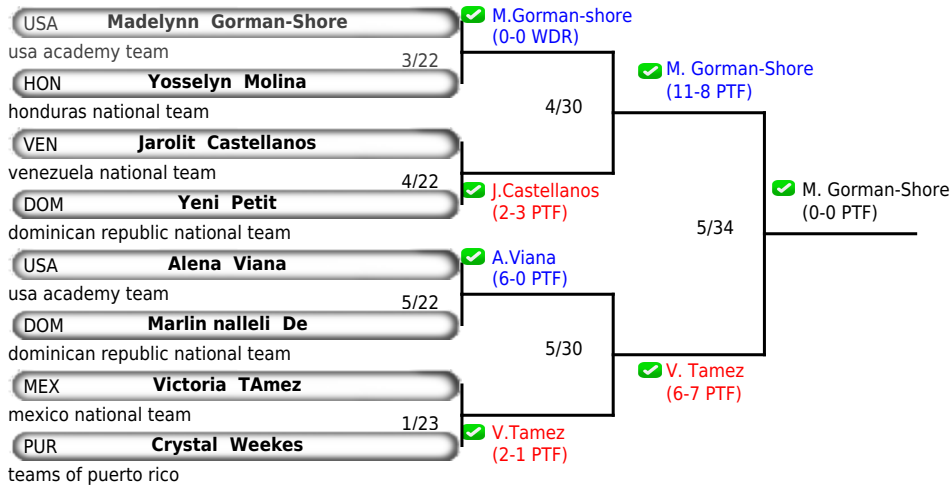 USA Madelynn Gorman-Shore
usa academy team
3/22
HON Yosselyn Molina
honduras national team
VEN Jarolit Castellanos
venezuela national team
4/22
DOM Yeni Petit
dominican republic national team
USA Alena Viana
usa academy team
5/22
DOM Marlin nalleli De
dominican republic national team
MEX Victoria TAmez
mexico national team
1/23
PUR Crystal Weekes
teams of puerto rico
M.Gorman-shore
(0-0 WDR)
4/30
J.Castellanos
(2-3 PTF)
A.Viana
(6-0 PTF)
5/30
V.Tamez
(2-1 PTF)
M. Gorman-Shore
(11-8 PTF)
5/34
V. Tamez
(6-7 PTF)
M. Gorman-Shore
(0-0 PTF)